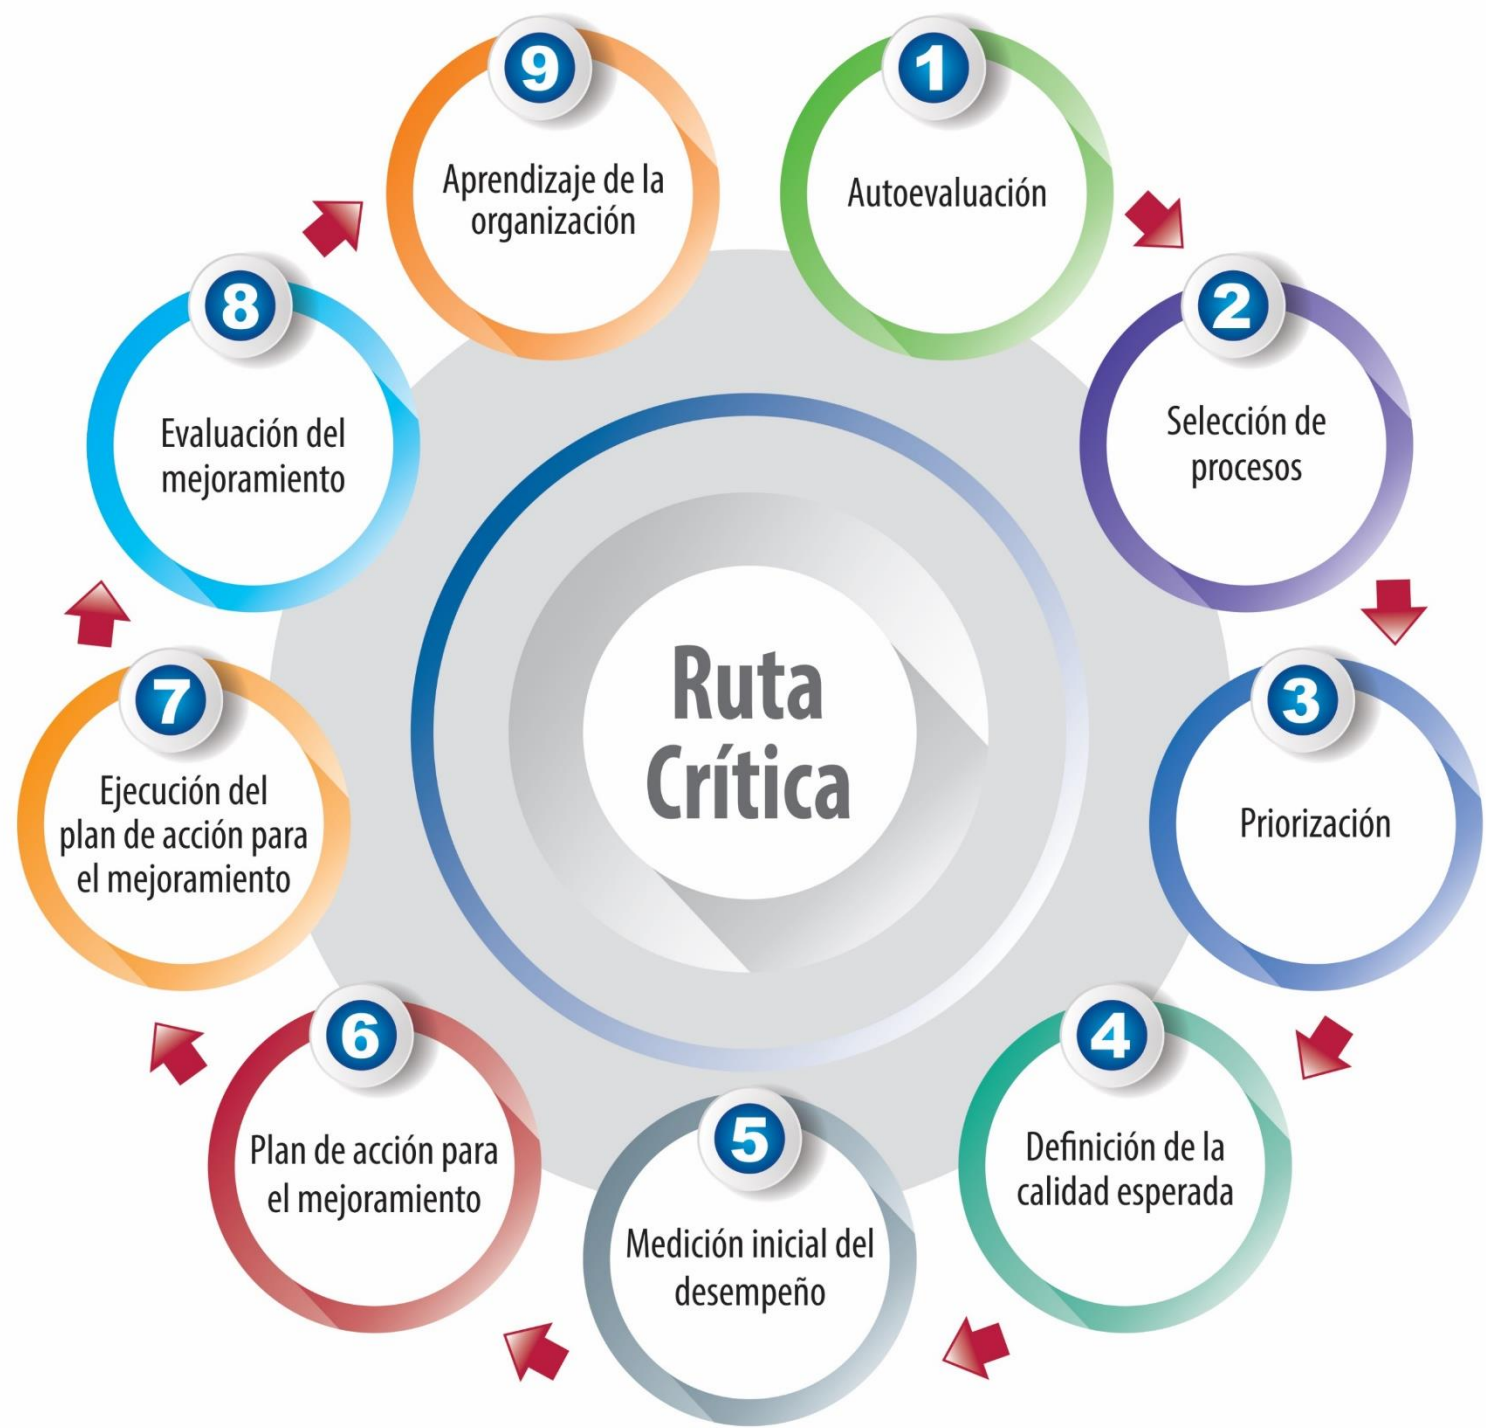 Ruta
Crítica
1
Autoevaluación
2
Selección de
procesos
3
Priorización
4
Definición de la
calidad esperada
5
Medición inicial del
desempeño
6
Plan de acción para
el mejoramiento
7
Ejecución del
plan de acción para
el mejoramiento
8
Evaluación del
mejoramiento
9
Aprendizaje de la
organización